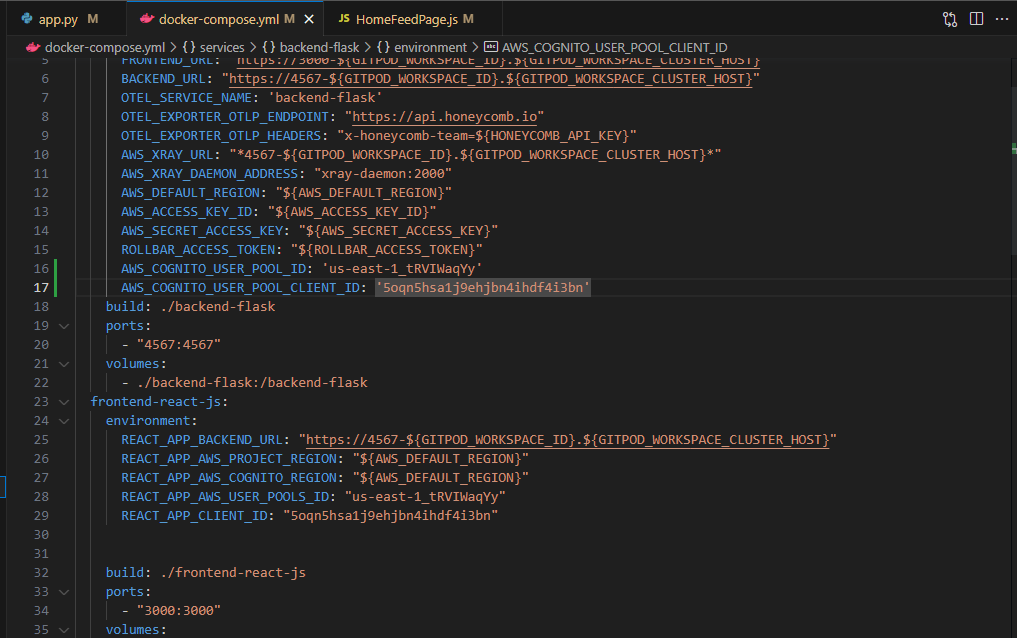 app.py M docker-compose.yml M JS HomeFeedPage.js M
docker-compose.yml > {} services > {} backend-flask > {} environment > abc AWS_COGNITO_USER_POOL_CLIENT_ID
5 FRONTEND_URL: "https://3000-${GITPOD_WORKSPACE_ID}.${GITPOD_WORKSPACE_CLUSTER_HOST}"
6 BACKEND_URL: "https://4567-${GITPOD_WORKSPACE_ID}.${GITPOD_WORKSPACE_CLUSTER_HOST}"
7 OTEL_SERVICE_NAME: 'backend-flask'
8 OTEL_EXPORTER_OTLP_ENDPOINT: "https://api.honeycomb.io"
9 OTEL_EXPORTER_OTLP_HEADERS: "x-honeycomb-team=${HONEYCOMB_API_KEY}"
10 AWS_XRAY_URL: "*4567-${GITPOD_WORKSPACE_ID}.${GITPOD_WORKSPACE_CLUSTER_HOST}*"
11 AWS_XRAY_DAEMON_ADDRESS: "xray-daemon:2000"
12 AWS_DEFAULT_REGION: "${AWS_DEFAULT_REGION}"
13 AWS_ACCESS_KEY_ID: "${AWS_ACCESS_KEY_ID}"
14 AWS_SECRET_ACCESS_KEY: "${AWS_SECRET_ACCESS_KEY}"
15 ROLLBAR_ACCESS_TOKEN: "${ROLLBAR_ACCESS_TOKEN}"
16 AWS_COGNITO_USER_POOL_ID: 'us-east-1_tRVIWaqYy'
17 AWS_COGNITO_USER_POOL_CLIENT_ID: '5oqn5hsa1j9ehjbn4ihdf4i3bn'
18 build: ./backend-flask
19 ports:
20 - "4567:4567"
21 volumes:
22 - ./backend-flask:/backend-flask
23 frontend-react-js:
24 environment:
25 REACT_APP_BACKEND_URL: "https://4567-${GITPOD_WORKSPACE_ID}.${GITPOD_WORKSPACE_CLUSTER_HOST}"
26 REACT_APP_AWS_PROJECT_REGION: "${AWS_DEFAULT_REGION}"
27 REACT_APP_AWS_COGNITO_REGION: "${AWS_DEFAULT_REGION}"
28 REACT_APP_AWS_USER_POOLS_ID: "us-east-1_tRVIWaqYy"
29 REACT_APP_CLIENT_ID: "5oqn5hsa1j9ehjbn4ihdf4i3bn"
30
31
32 build: ./frontend-react-js
33 ports:
34 - "3000:3000"
35 volumes: